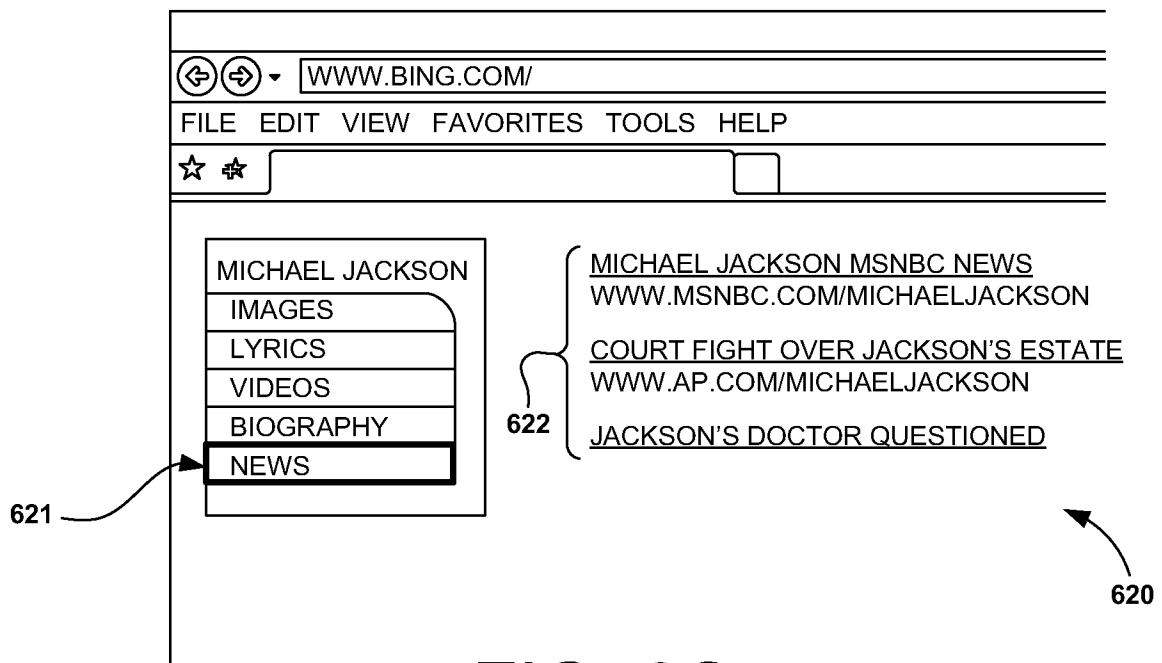 WWW.BING.COM/
FILE EDIT VIEW FAVORITES TOOLS HELP
MICHAEL JACKSON
IMAGES
LYRICS
VIDEOS
BIOGRAPHY
NEWS
621
622
MICHAEL JACKSON MSNBC NEWS
WWW.MSNBC.COM/MICHAELJACKSON
COURT FIGHT OVER JACKSON'S ESTATE
WWW.AP.COM/MICHAELJACKSON
JACKSON'S DOCTOR QUESTIONED
620